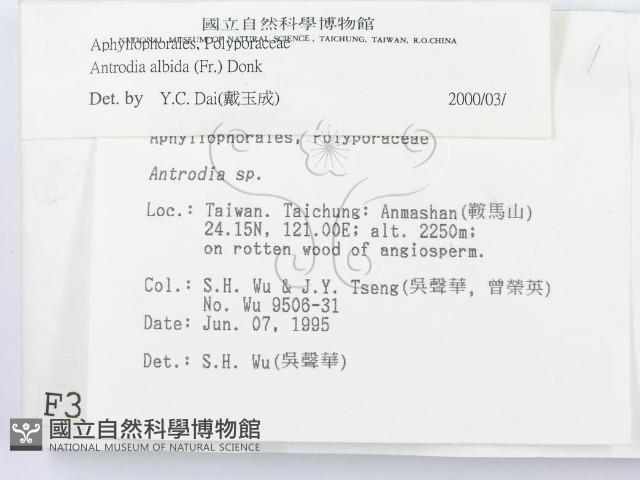 國立自然科學博物館
NATIONAL MUSEUM OF NATURAL SCIENCE, TAICHUNG, TAIWAN, R.O.CHINA
Aphyllophorales, Polyporaceae
Antrodia albida (Fr.) Donk
Det. by Y.C. Dai(戴玉成) 2000/03/
Aphyllophorales, Polyporaceae
Antrodia sp.
Loc.: Taiwan. Taichung: Anmashan(鞍馬山)
24.15N, 121.00E; alt. 2250m;
on rotten wood of angiosperm.
Col.: S.H. Wu & J.Y. Tseng(吳聲華, 曾榮英)
No. Wu 9506-31
Date: Jun. 07, 1995
Det.: S.H. Wu(吳聲華)
F3
國立自然科學博物館
NATIONAL MUSEUM OF NATURAL SCIENCE